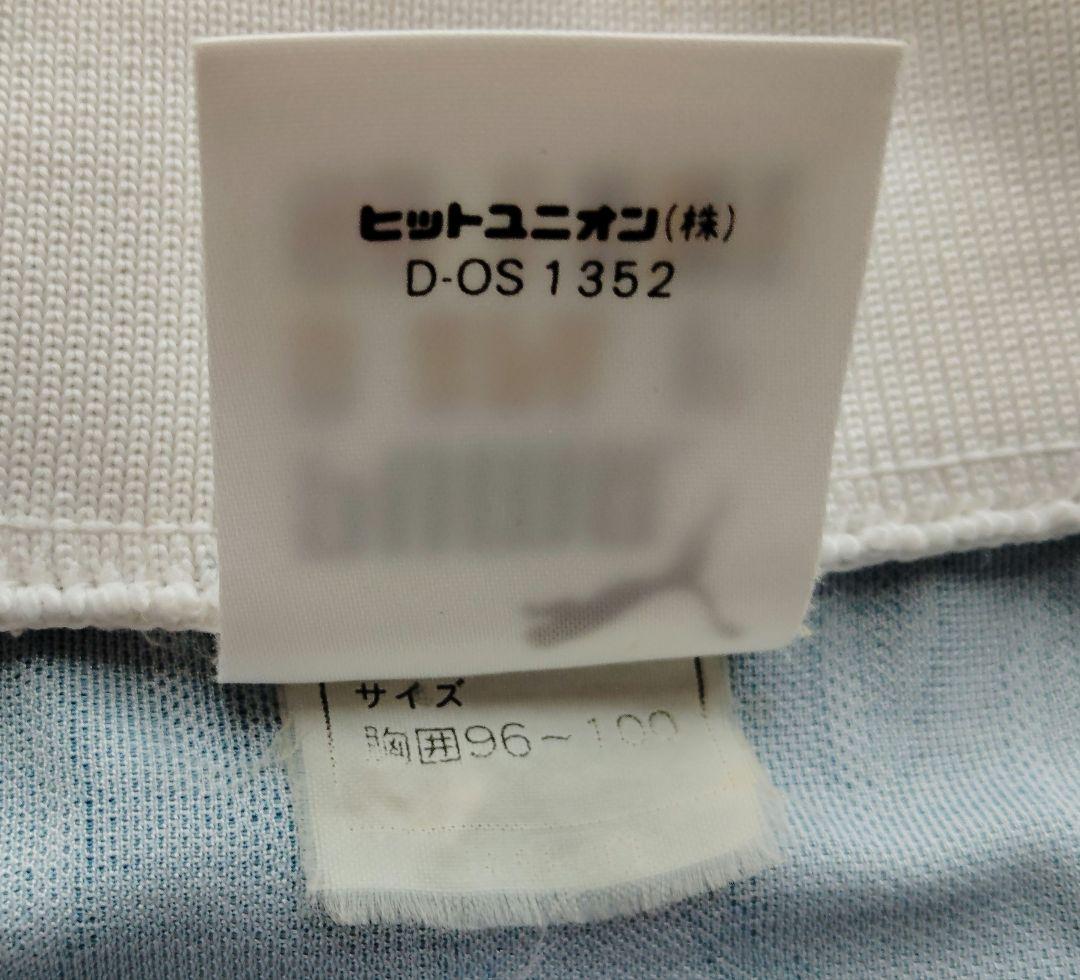 ヒットユニオン(株)
D-OS 1352
サイズ
胸囲96~100